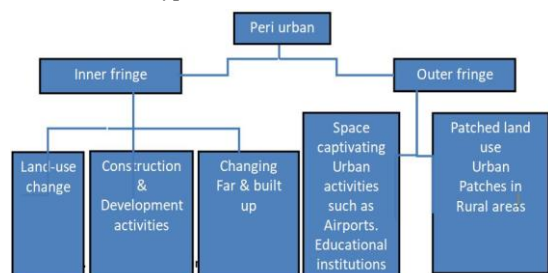 Peri urban
Inner fringe
Outer fringe
Land-use
change
Construction
&
Development
activities
Changing
Far & built
up
Space
captivating
Urban
activities
such as
Airports.
Educational
institutions
Patched land
use
Urban
Patches in
Rural areas